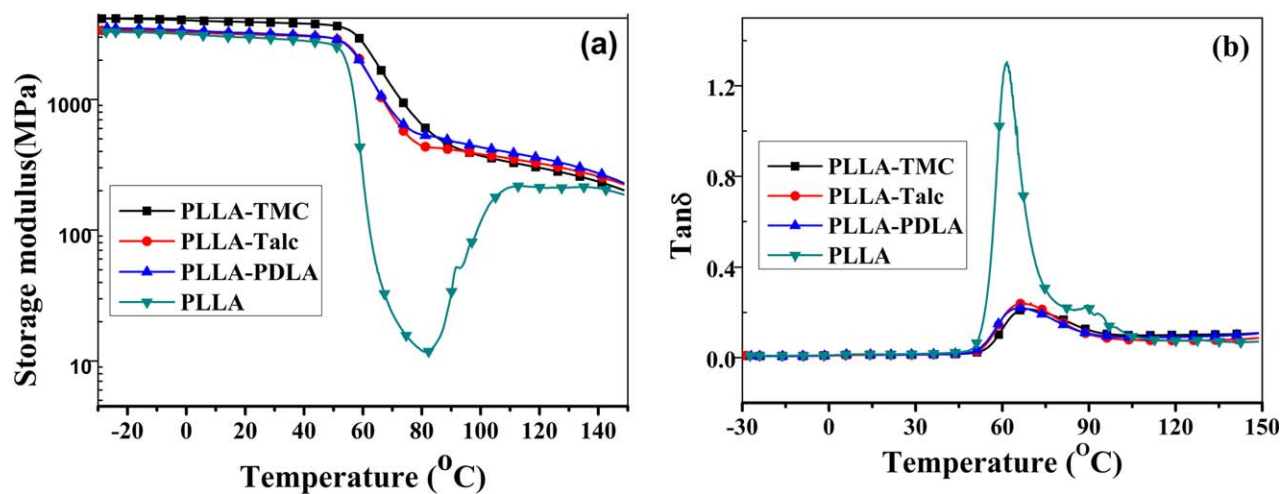 (a)
Storage modulus(MPa)
1000
100
10
PLLA-TMC
PLLA-Talc
PLLA-PDLA
PLLA
-20 0 20 40 60 80 100 120 140
Temperature (°C)
(b)
Tanδ
1.2
0.8
0.4
0.0
PLLA-TMC
PLLA-Talc
PLLA-PDLA
PLLA
-30 0 30 60 90 120 150
Temperature (°C)